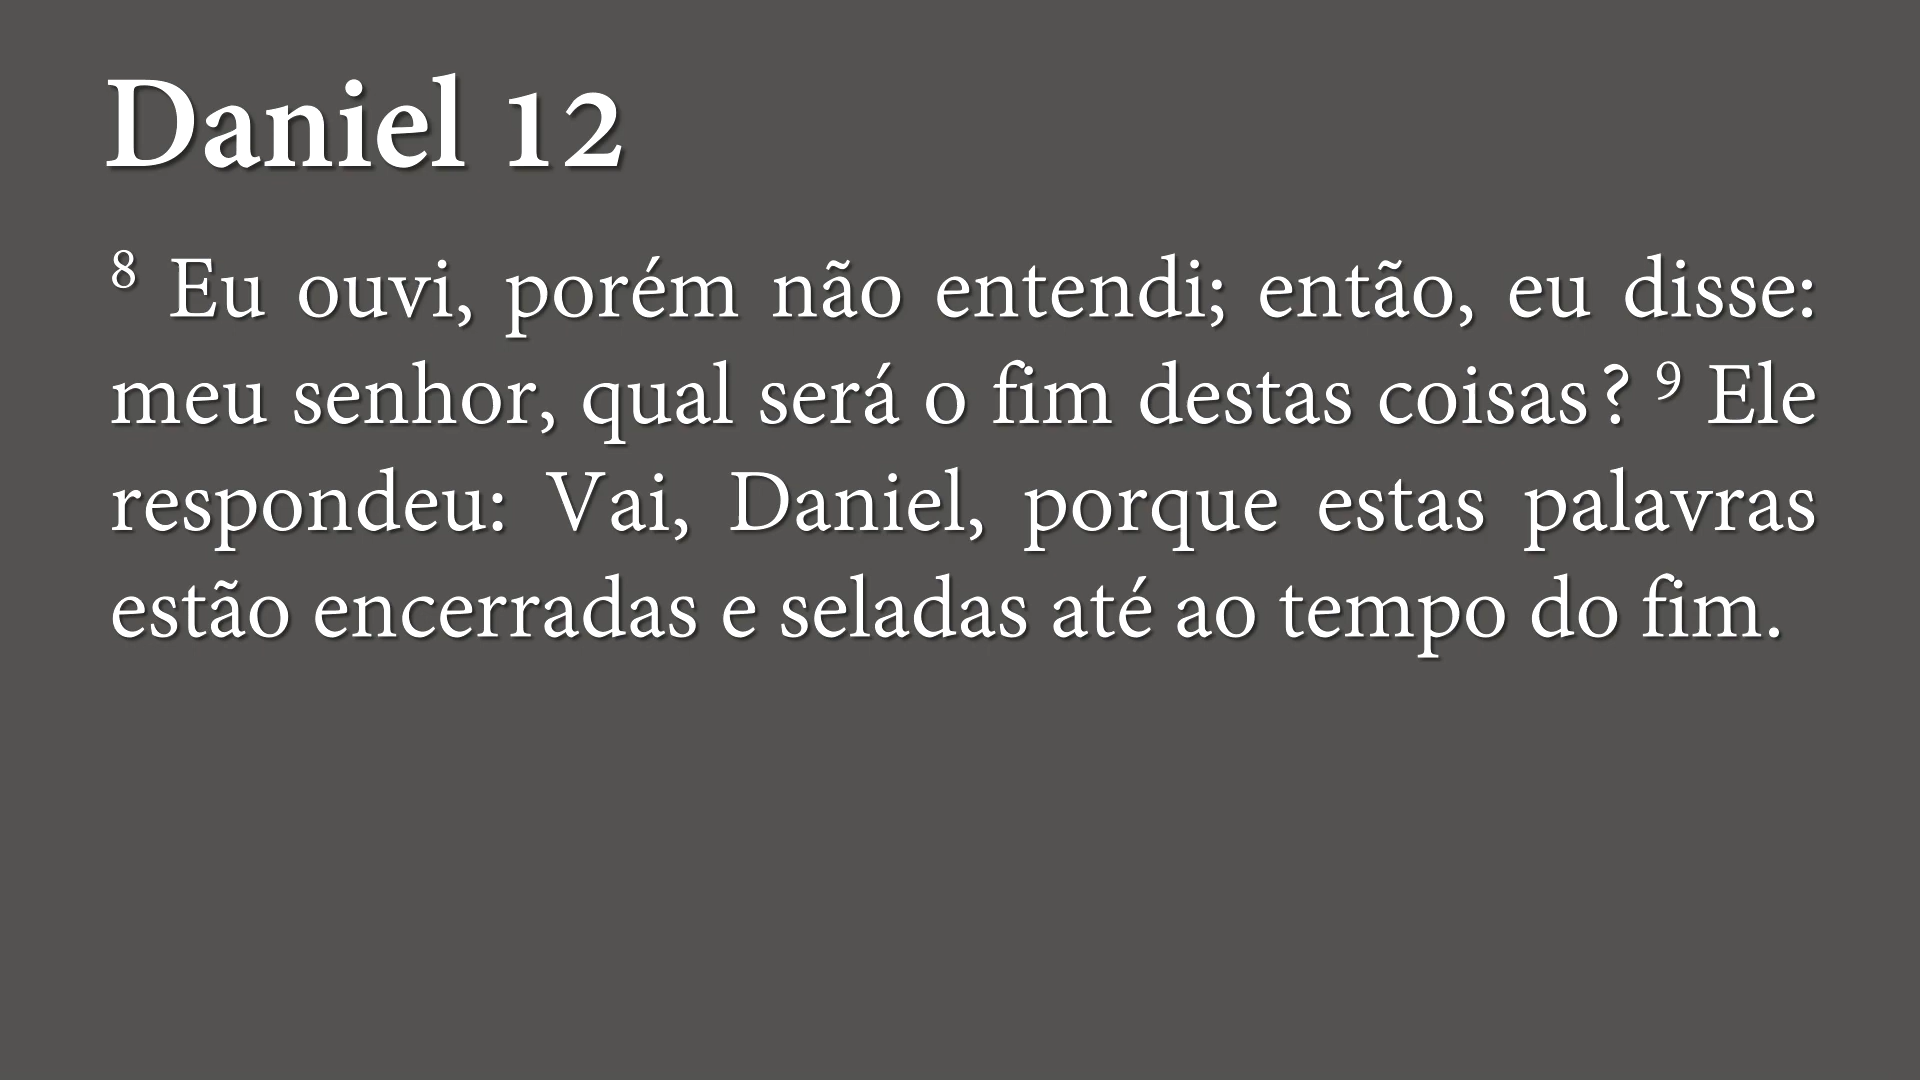 Daniel 12
8 Eu ouvi, porém não entendi; então, eu disse:
meu senhor, qual será o fim destas coisas? 9 Ele
respondeu: Vai, Daniel, porque estas palavras
estão encerradas e seladas até ao tempo do fim.